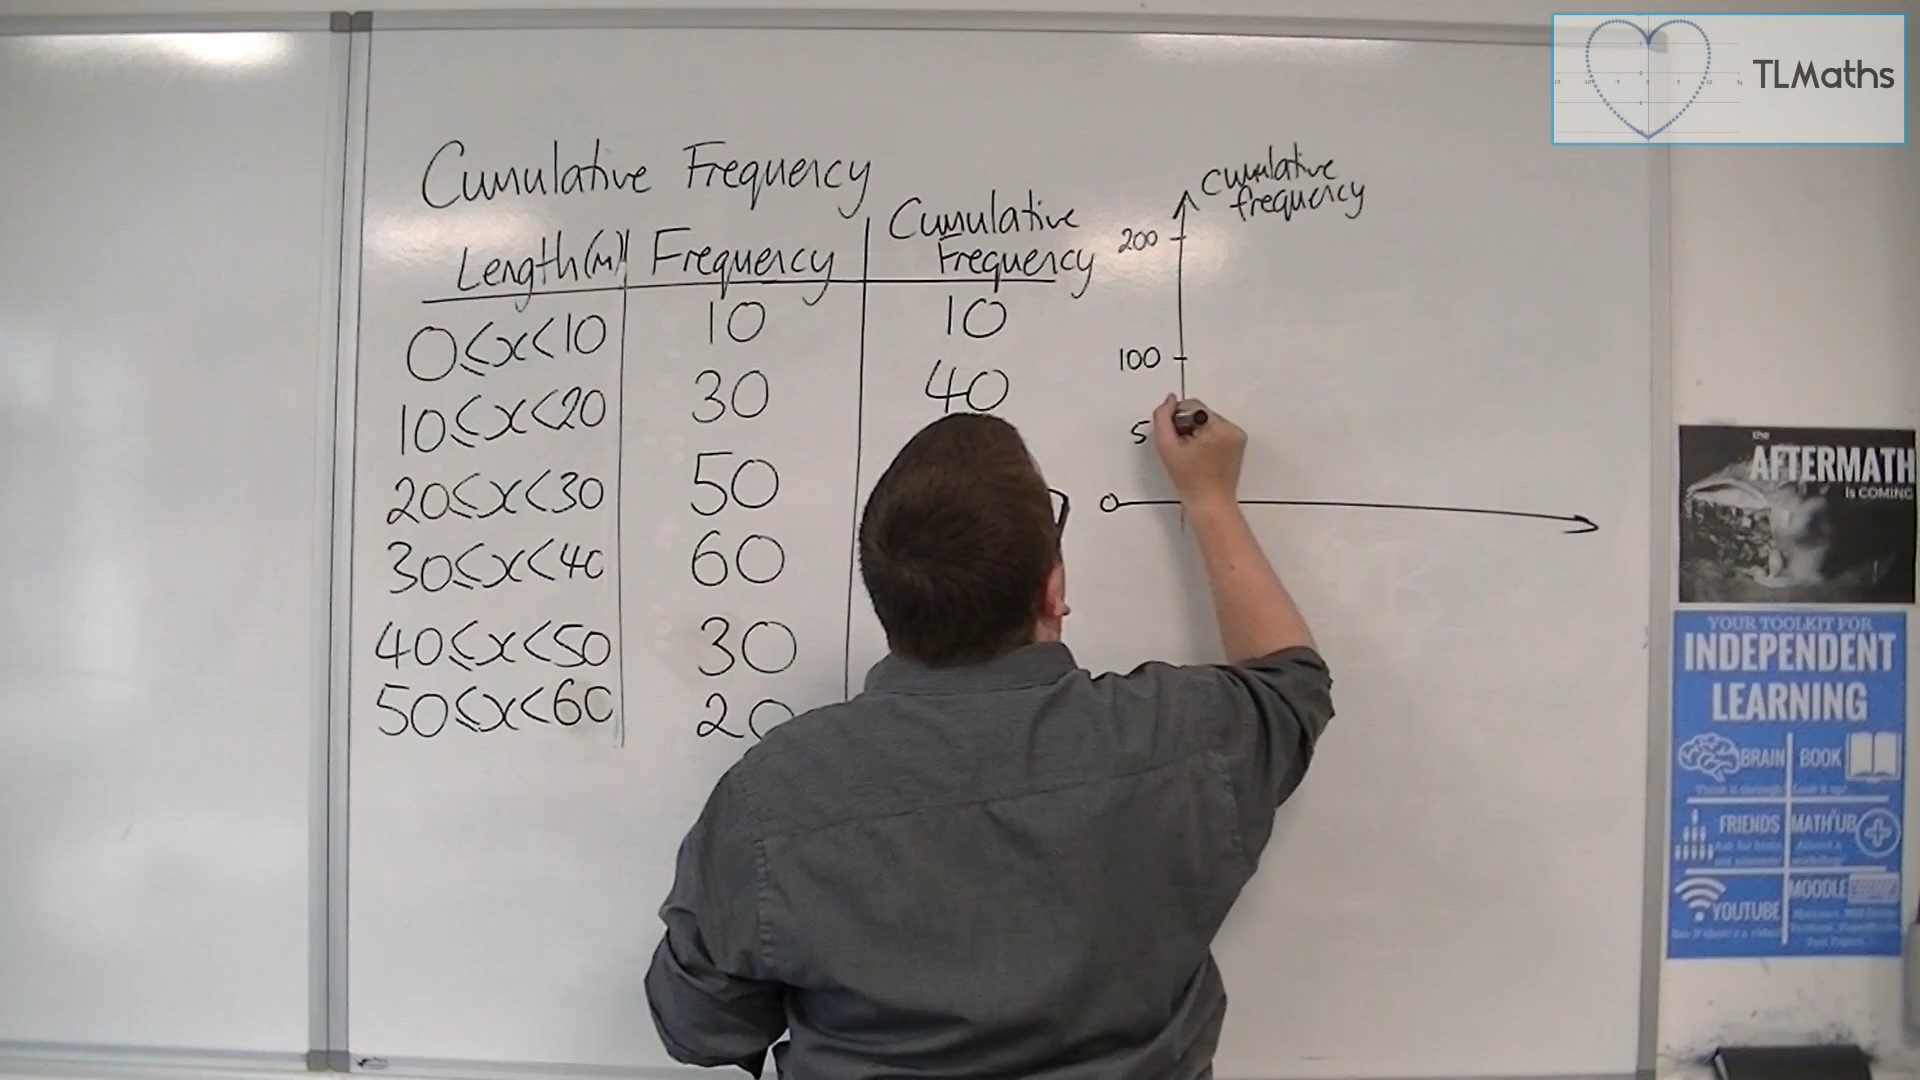 TLMaths
Cumulative Frequency
Length(m) Frequency Cumulative Frequency
0≤x<10 10 10
10≤x<20 30 40
20≤x<30 50
30≤x<40 60
40≤x<50 30
50≤x<60 20
cumulative
frequency
200
100
5
0
the
AFTERMATH
is COMING
YOUR TOOLKIT FOR
INDEPENDENT
LEARNING
BRAIN BOOK
FRIENDS MATH'UB
YOUTUBE MOODLE